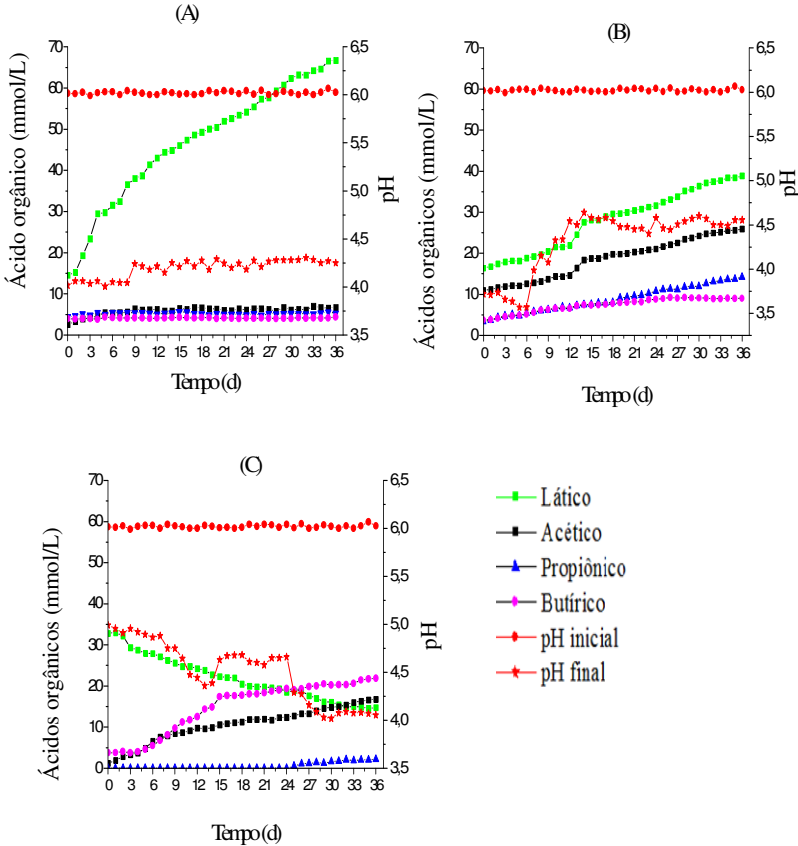 (A)
Ácido orgânico (mmol/L)
70
60
50
40
30
20
10
0
6,5
6,0
5,5
5,0
4,5
4,0
3,5
pH
0 3 6 9 12 15 18 21 24 27 30 33 36
Tempo(d)
(B)
Ácidos orgânicos (mmol/L)
70
60
50
40
30
20
10
0
6,5
6,0
5,5
5,0
4,5
4,0
3,5
pH
0 3 6 9 12 15 18 21 24 27 30 33 36
Tempo(d)
(C)
Ácidos orgânicos (mmol/L)
70
60
50
40
30
20
10
0
6,5
6,0
5,5
5,0
4,5
4,0
3,5
pH
0 3 6 9 12 15 18 21 24 27 30 33 36
Tempo(d)
Lático
Acético
Propiônico
Butírico
pH inicial
pH final